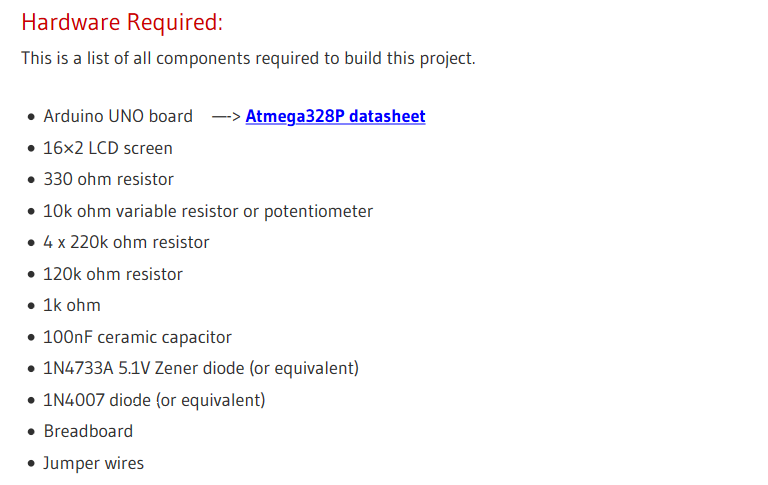 Hardware Required:
This is a list of all components required to build this project.
• Arduino UNO board —-> Atmega328P datasheet
• 16×2 LCD screen
• 330 ohm resistor
• 10k ohm variable resistor or potentiometer
• 4 x 220k ohm resistor
• 120k ohm resistor
• 1k ohm
• 100nF ceramic capacitor
• 1N4733A 5.1V Zener diode (or equivalent)
• 1N4007 diode (or equivalent)
• Breadboard
• Jumper wires